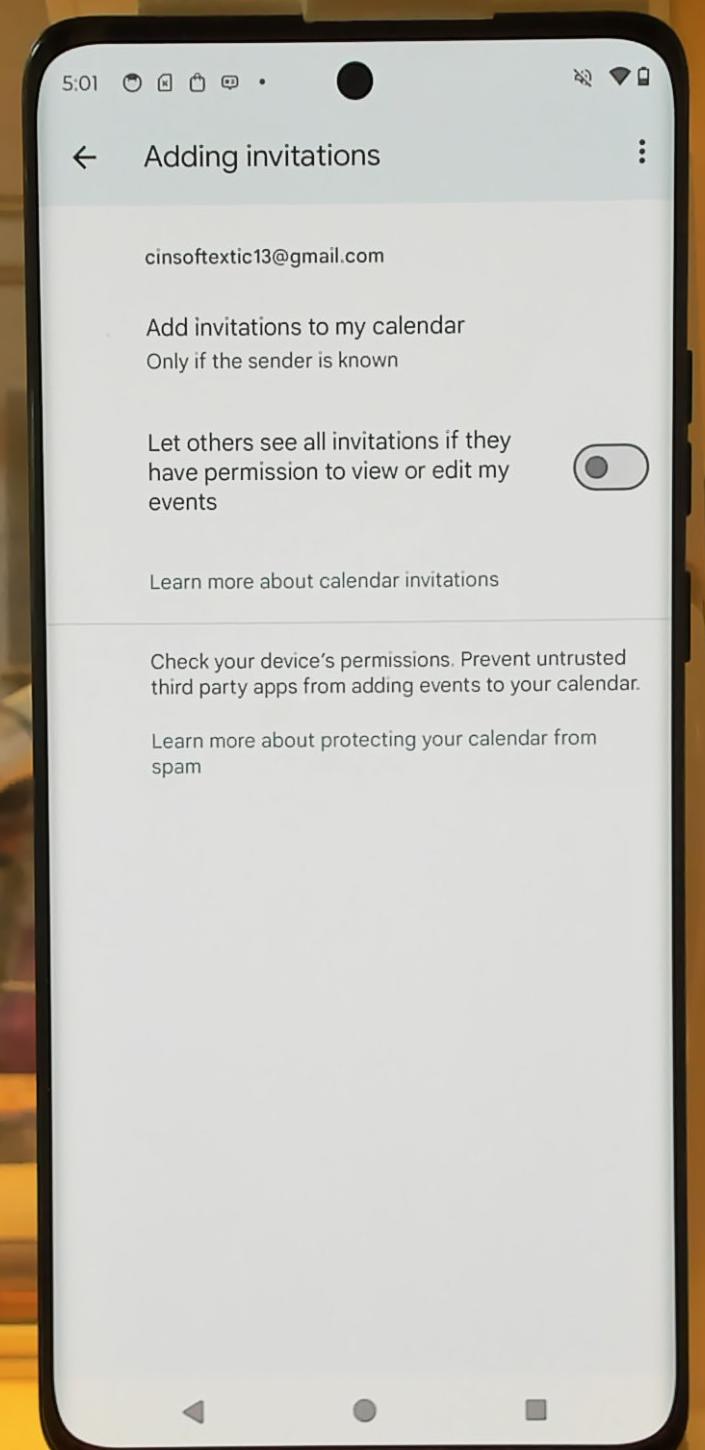 5:01
Adding invitations
cinsoftextic13@gmail.com
Add invitations to my calendar
Only if the sender is known
Let others see all invitations if they
have permission to view or edit my
events
Learn more about calendar invitations
Check your device's permissions. Prevent untrusted
third party apps from adding events to your calendar.
Learn more about protecting your calendar from
spam